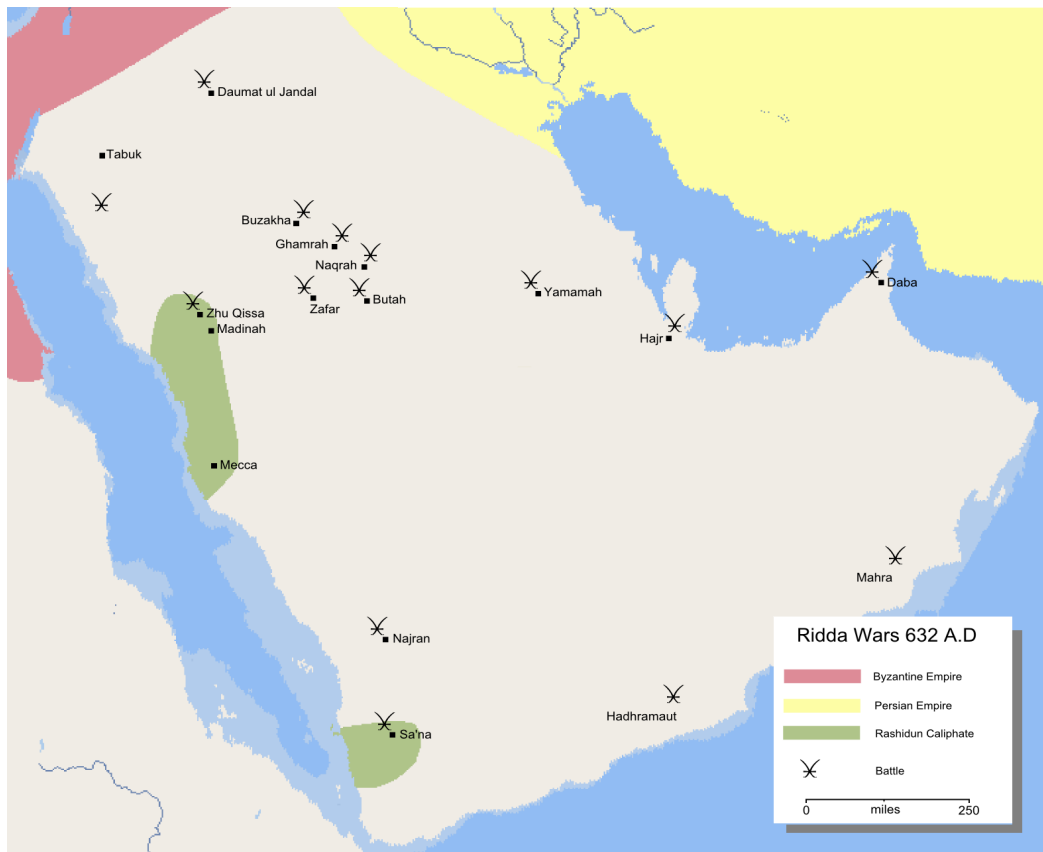 Daumat ul Jandal
Tabuk
Buzakha
Ghamrah
Naqrah
Zafar
Butah
Yamamah
Daba
Zhu Qissa
Madinah
Hajr
Mecca
Mahra
Najran
Hadhramaut
Sa'na
Ridda Wars 632 A.D
Byzantine Empire
Persian Empire
Rashidun Caliphate
Battle
0 miles 250